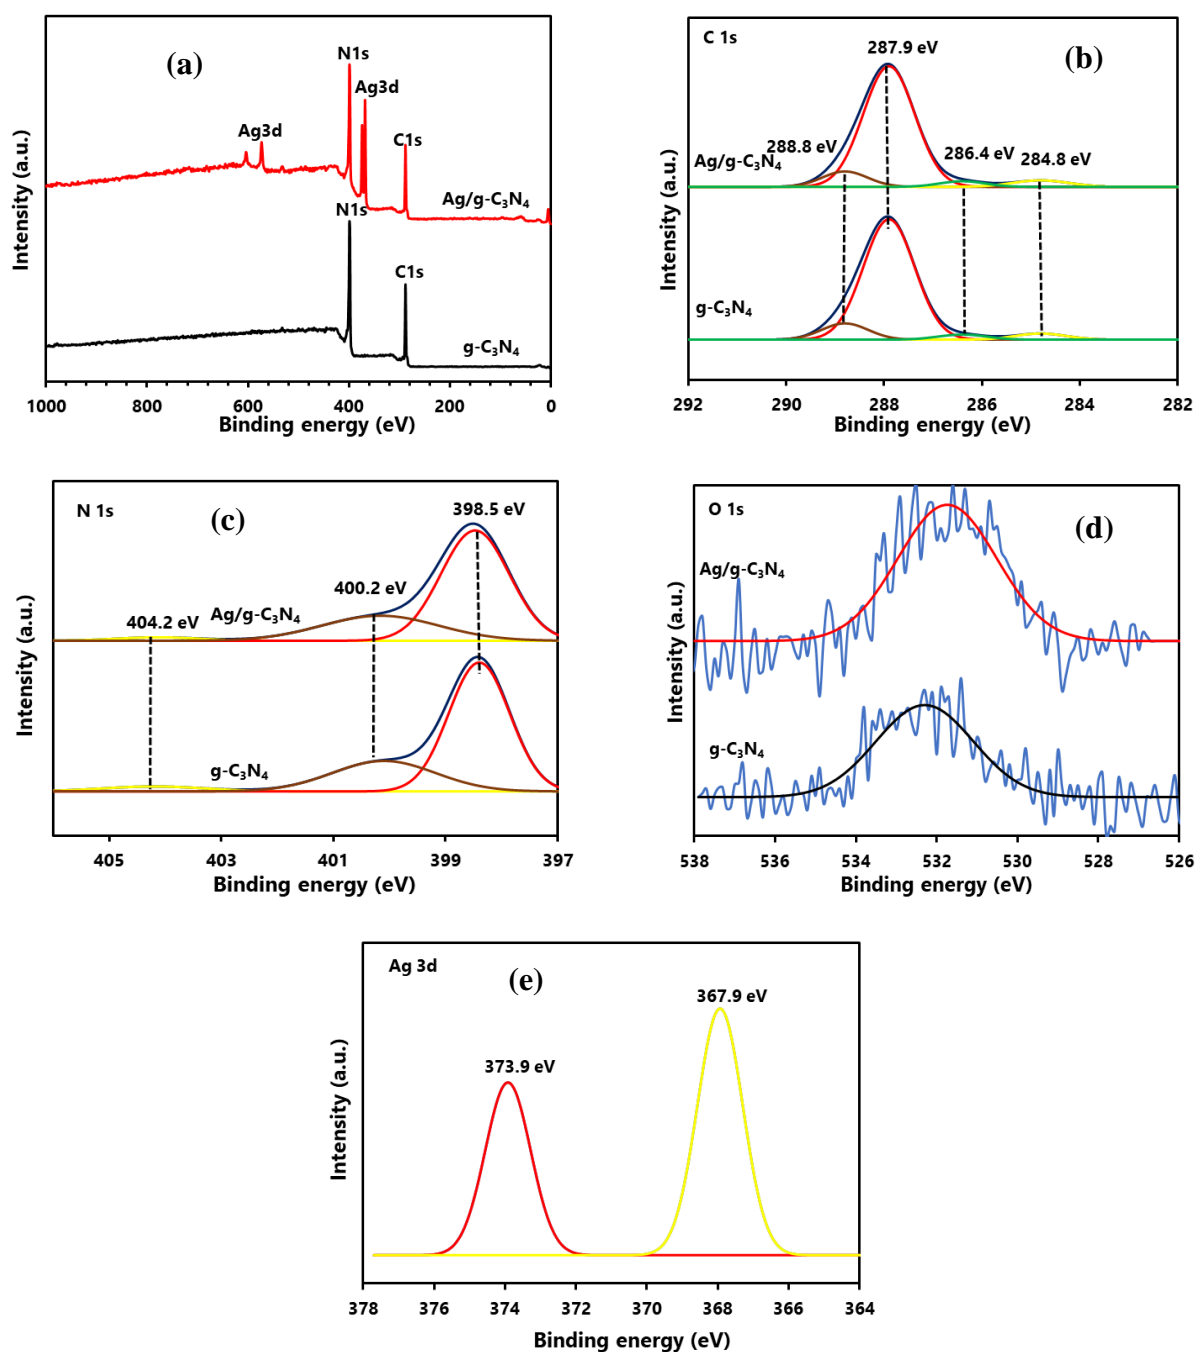 (a)
N1s
Ag3d
Ag3d
C1s
Ag/g-C₃N₄
N1s
C1s
g-C₃N₄
Intensity (a.u.)
1000 800 600 400 200 0
Binding energy (eV)
C 1s
(b)
287.9 eV
288.8 eV
286.4 eV
284.8 eV
Ag/g-C₃N₄
g-C₃N₄
Intensity (a.u.)
292 290 288 286 284 282
Binding energy (eV)
N 1s
(c)
398.5 eV
400.2 eV
404.2 eV
Ag/g-C₃N₄
g-C₃N₄
Intensity (a.u.)
405 403 401 399 397
Binding energy (eV)
O 1s
(d)
Ag/g-C₃N₄
g-C₃N₄
Intensity (a.u.)
538 536 534 532 530 528 526
Binding energy (eV)
Ag 3d
(e)
367.9 eV
373.9 eV
Intensity (a.u.)
378 376 374 372 370 368 366 364
Binding energy (eV)